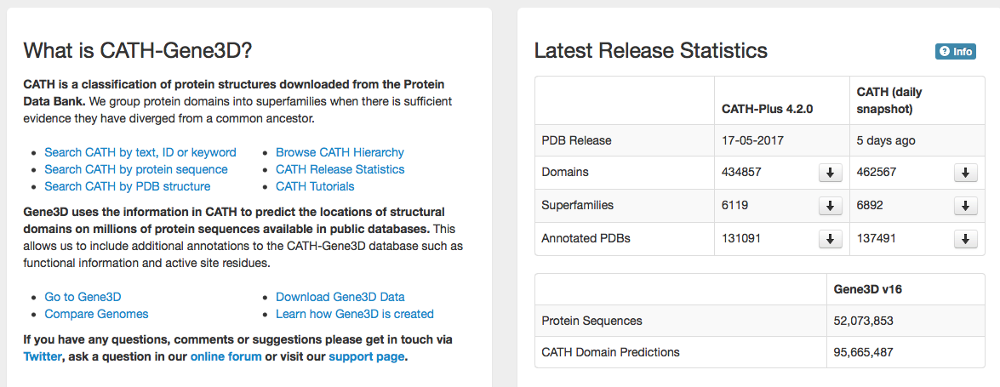 What is CATH-Gene3D?
CATH is a classification of protein structures downloaded from the Protein
Data Bank. We group protein domains into superfamilies when there is sufficient
evidence they have diverged from a common ancestor.
Search CATH by text, ID or keyword
Search CATH by protein sequence
Search CATH by PDB structure
Browse CATH Hierarchy
CATH Release Statistics
CATH Tutorials
Gene3D uses the information in CATH to predict the locations of structural
domains on millions of protein sequences available in public databases. This
allows us to include additional annotations to the CATH-Gene3D database such as
functional information and active site residues.
Go to Gene3D
Compare Genomes
Download Gene3D Data
Learn how Gene3D is created
If you have any questions, comments or suggestions please get in touch via
Twitter, ask a question in our online forum or visit our support page.
Latest Release Statistics
Info
CATH-Plus 4.2.0
CATH (daily
snapshot)
PDB Release 17-05-2017 5 days ago
Domains 434857 462567
Superfamilies 6119 6892
Annotated PDBs 131091 137491
Gene3D v16
Protein Sequences 52,073,853
CATH Domain Predictions 95,665,487